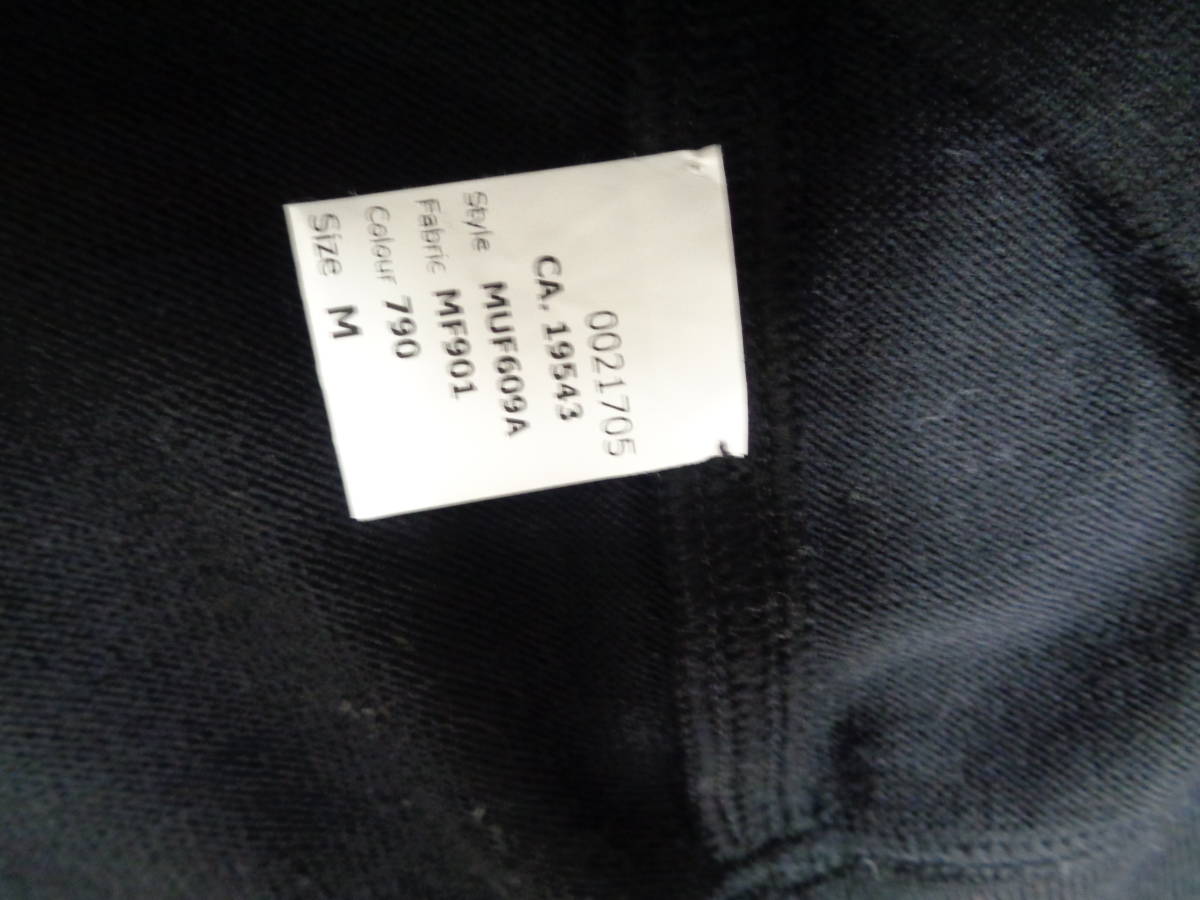 0021705
CA. 19543
Style MUF609A
Fabric MF901
Colour 790
Size M